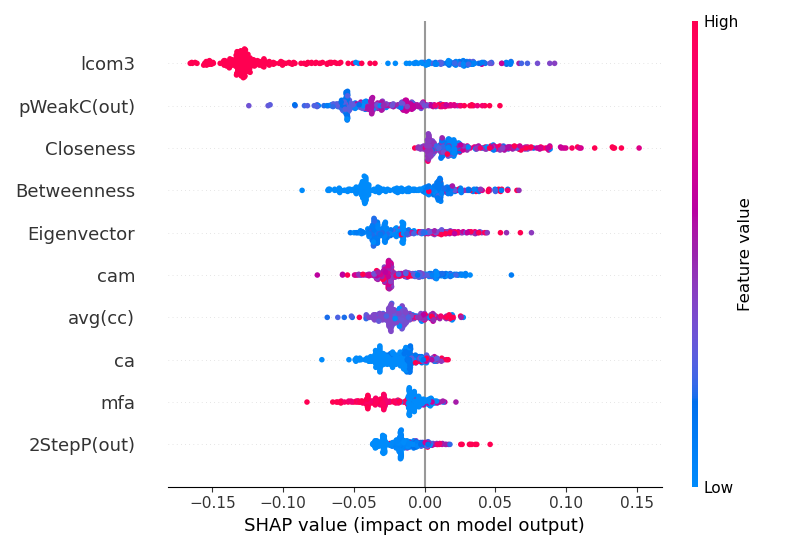 High
lcom3
pWeakC(out)
Closeness
Betweenness
Eigenvector
cam
avg(cc)
ca
mfa
2StepP(out)
Feature value
Low
−0.15 −0.10 −0.05 0.00 0.05 0.10 0.15
SHAP value (impact on model output)